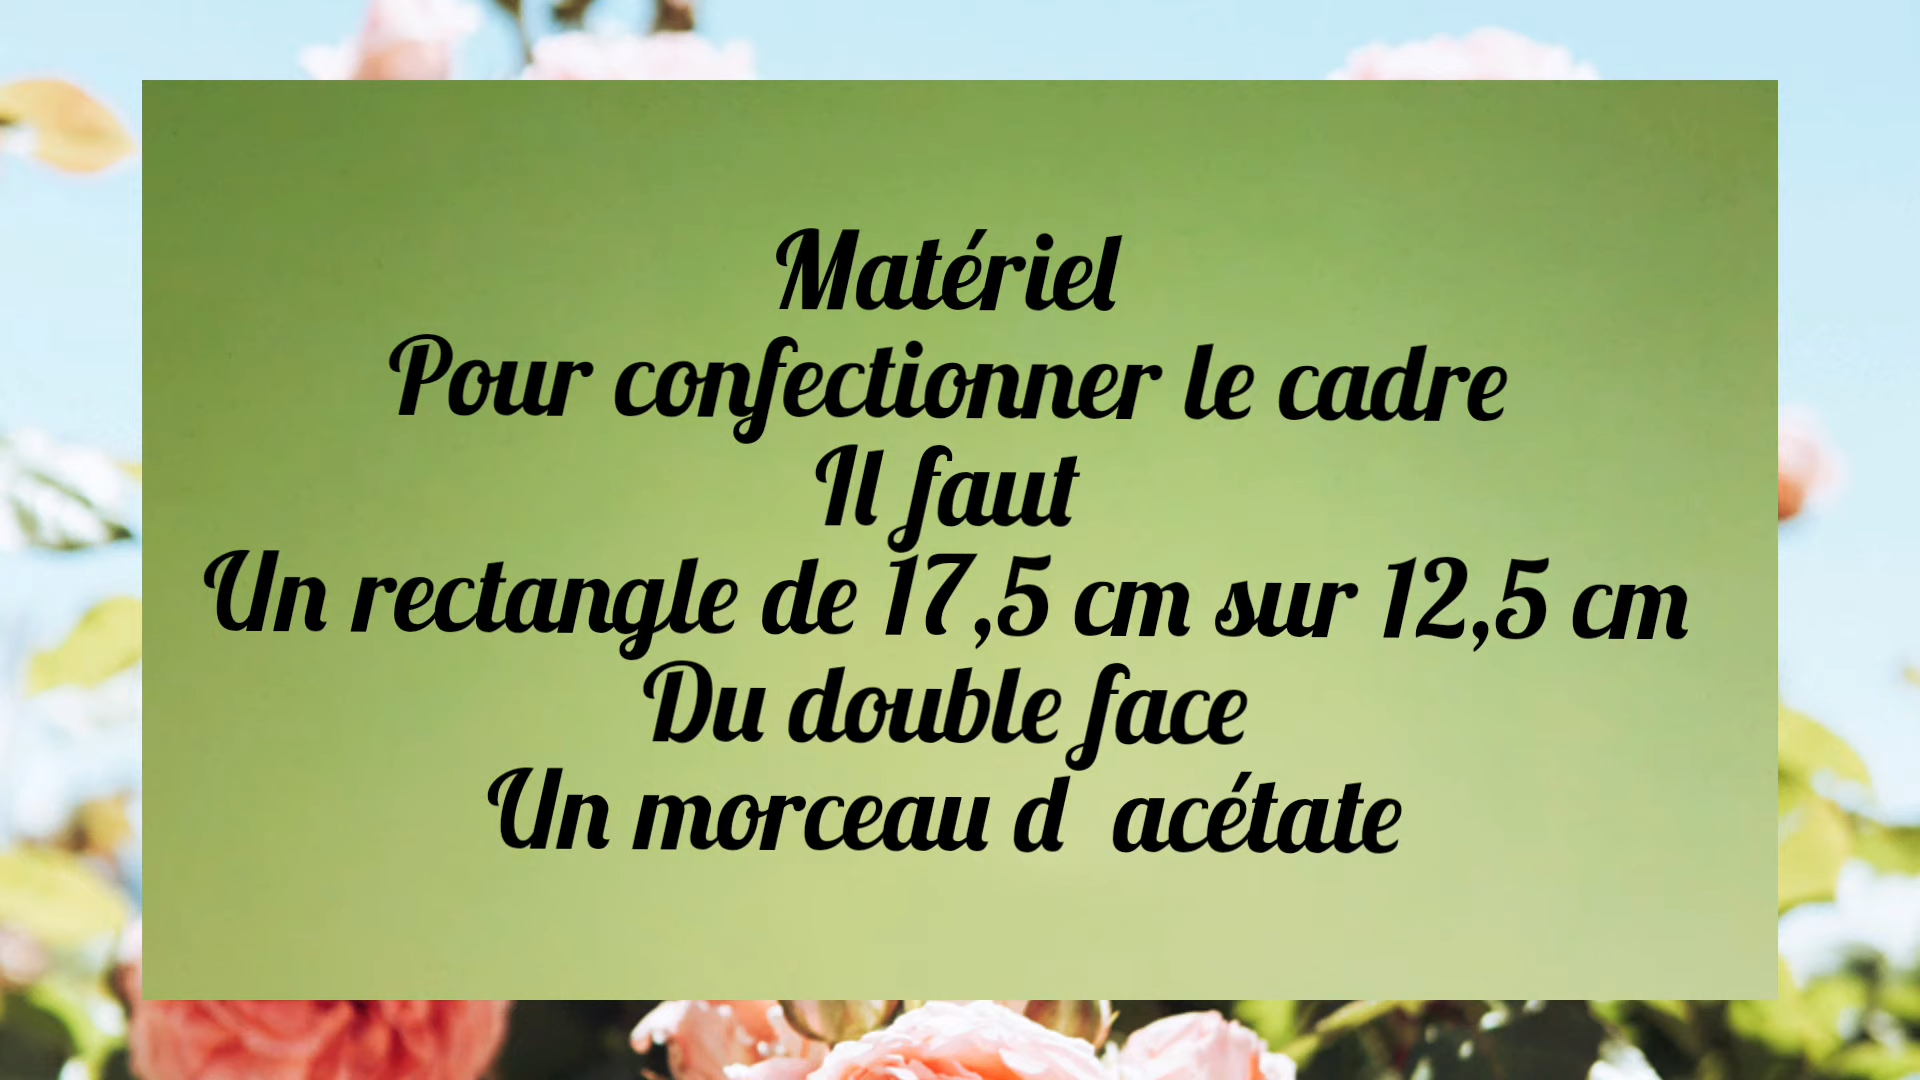 Matériel
Pour confectionner le cadre
Il faut
Un rectangle de 17,5 cm sur 12,5 cm
Du double face
Un morceau d  acétate